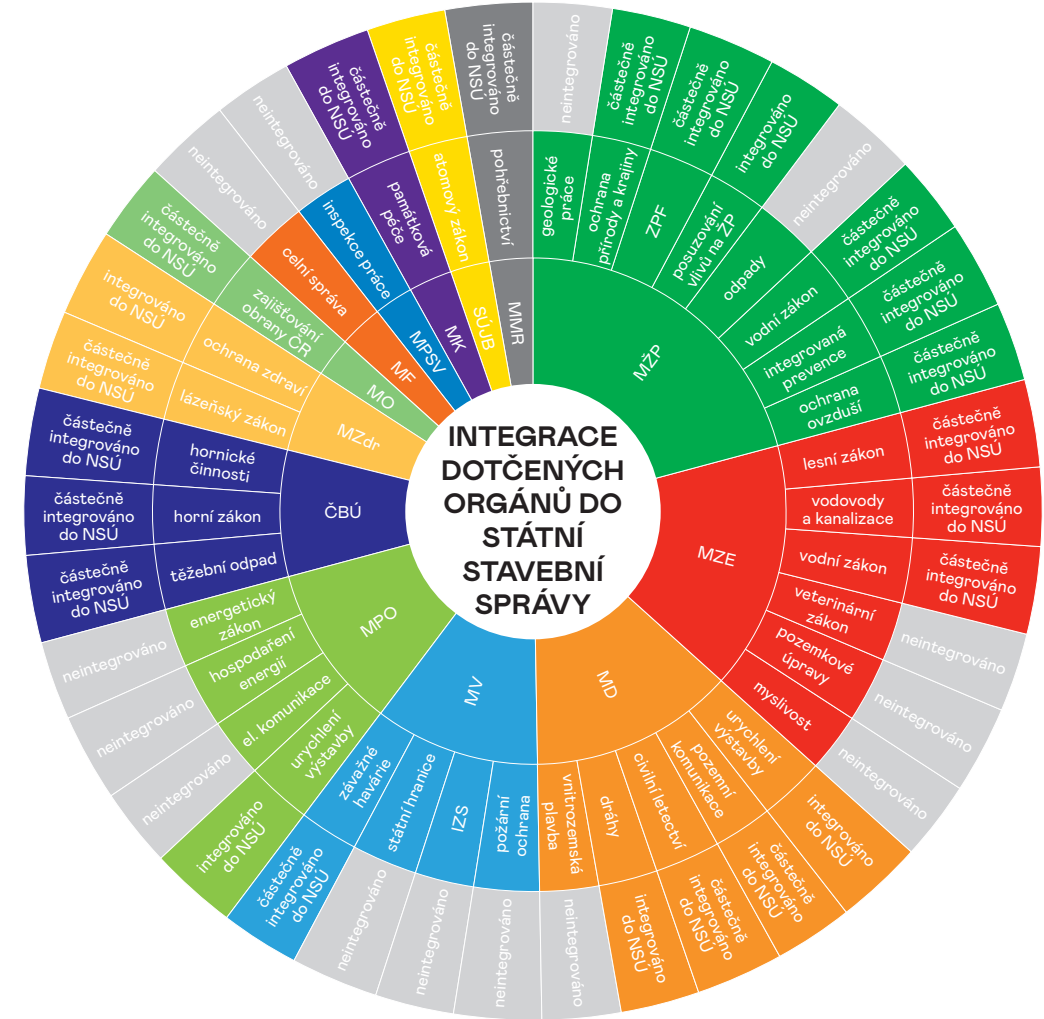 INTEGRACE
DOTČENÝCH
ORGÁNŮ DO
STÁTNÍ
STAVEBNÍ
SPRÁVY
MŽP
geologické
práce
neintegrováno
ochrana
přírody a krajiny
částečně
integrováno
do NSÚ
ZPF
částečně
integrováno
do NSÚ
posuzování
vlivů na ŽP
integrováno
do NSÚ
odpady
neintegrováno
vodní zákon
částečně
integrováno
do NSÚ
integrovaná
prevence
částečně
integrováno
do NSÚ
ochrana
ovzduší
částečně
integrováno
do NSÚ
MZE
lesní zákon
částečně
integrováno
do NSÚ
vodovody
a kanalizace
částečně
integrováno
do NSÚ
vodní zákon
částečně
integrováno
do NSÚ
veterinární
zákon
neintegrováno
pozemkové
úpravy
neintegrováno
myslivost
neintegrováno
MD
urychlení
výstavby
integrováno
do NSÚ
pozemní
komunikace
částečně
integrováno
do NSÚ
civilní letectví
částečně
integrováno
do NSÚ
dráhy
integrováno
do NSÚ
vnitrozemská
plavba
neintegrováno
MV
požární
ochrana
neintegrováno
IZS
neintegrováno
státní hranice
neintegrováno
závažné
havárie
částečně
integrováno
do NSÚ
MPO
urychlení
výstavby
integrováno
do NSÚ
el. komunikace
neintegrováno
hospodaření
energií
neintegrováno
energetický
zákon
neintegrováno
ČBÚ
těžební odpad
částečně
integrováno
do NSÚ
horní zákon
částečně
integrováno
do NSÚ
hornické
činnosti
částečně
integrováno
do NSÚ
MZdr
lázeňský zákon
částečně
integrováno
do NSÚ
ochrana zdraví
integrováno
do NSÚ
MO
zajišťování
obrany ČR
částečně
integrováno
do NSÚ
MF
celní správa
neintegrováno
MPSV
inspekce práce
neintegrováno
MK
památková
péče
částečně
integrováno
do NSÚ
SÚJB
atomový zákon
částečně
integrováno
do NSÚ
MMR
pohřebnictví
částečně
integrováno
do NSÚ